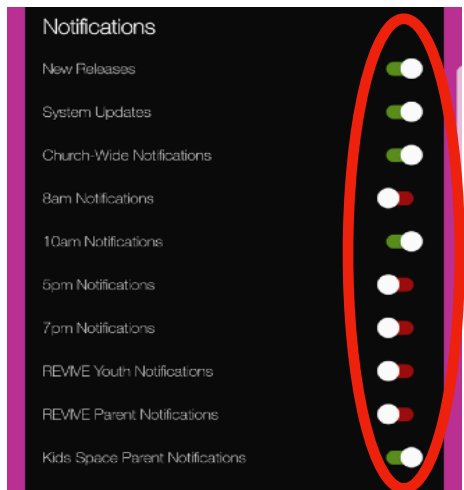 Notifications
New Releases
System Updates
Church-Wide Notifications
8am Notifications
10am Notifications
5pm Notifications
7pm Notifications
REVIVE Youth Notifications
REVIVE Parent Notifications
Kids Space Parent Notifications